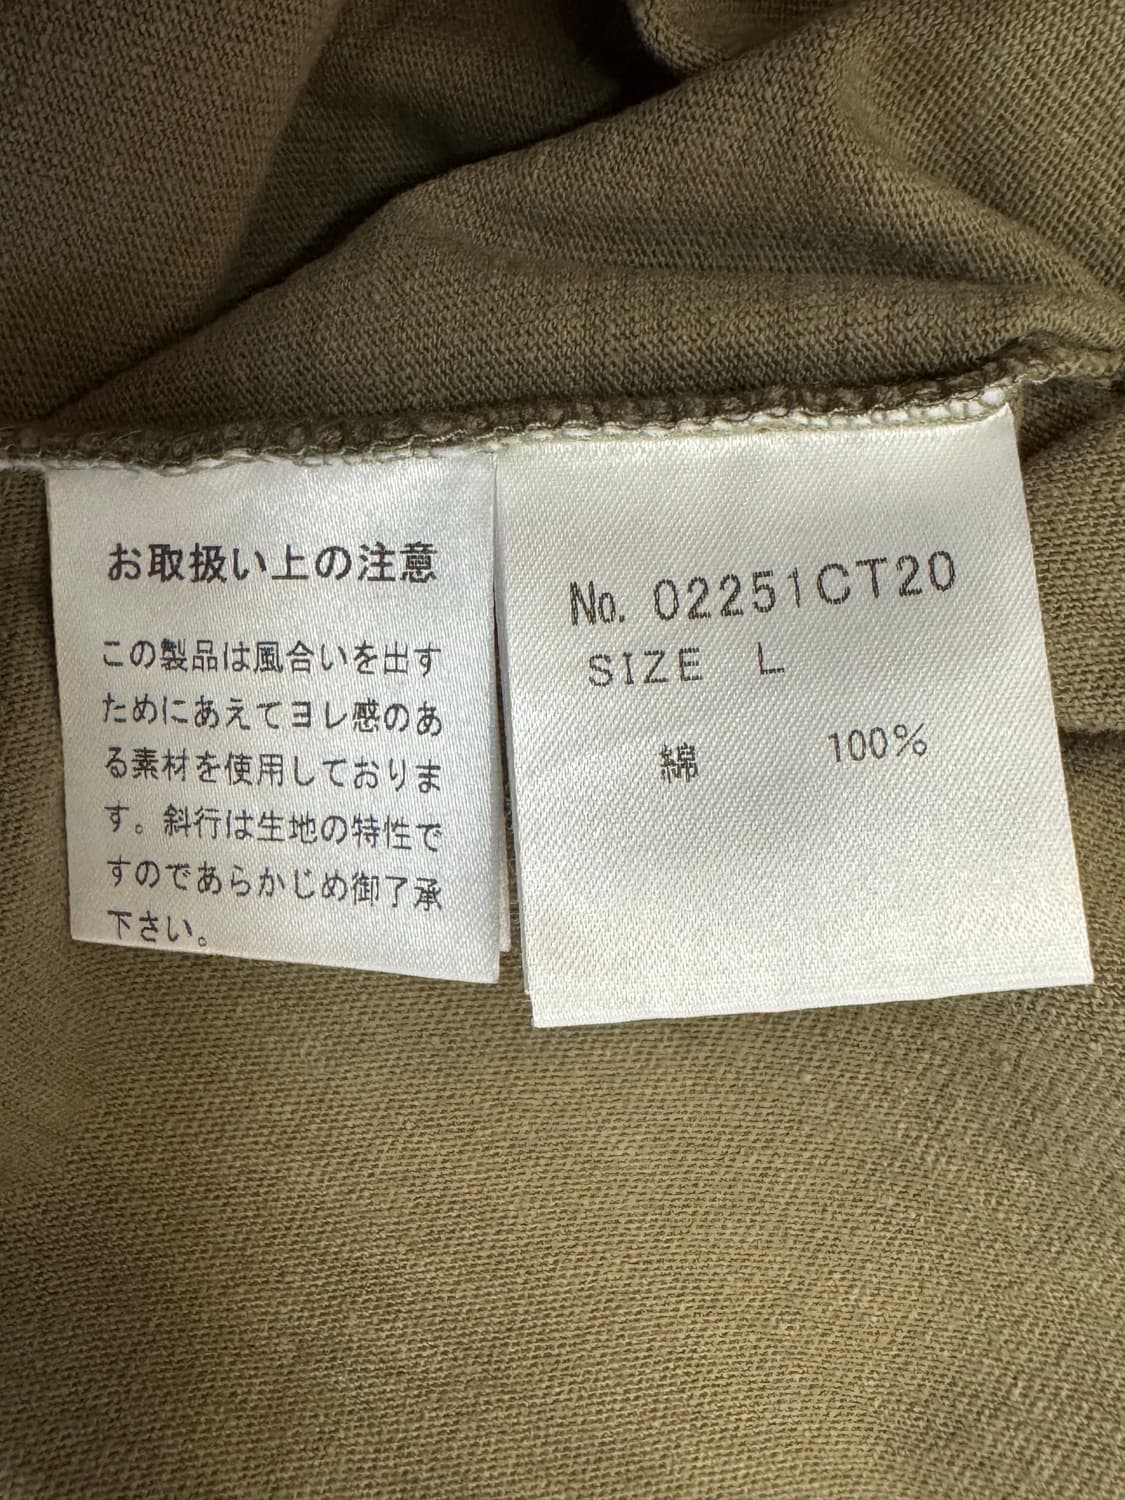 お取扱い上の注意
この製品は風合いを出す
ためにあえてヨレ感のあ
る素材を使用しておりま
す。斜行は生地の特性で
すのであらかじめ御了承
下さい。
No. 02251CT20
SIZE L
綿 100%